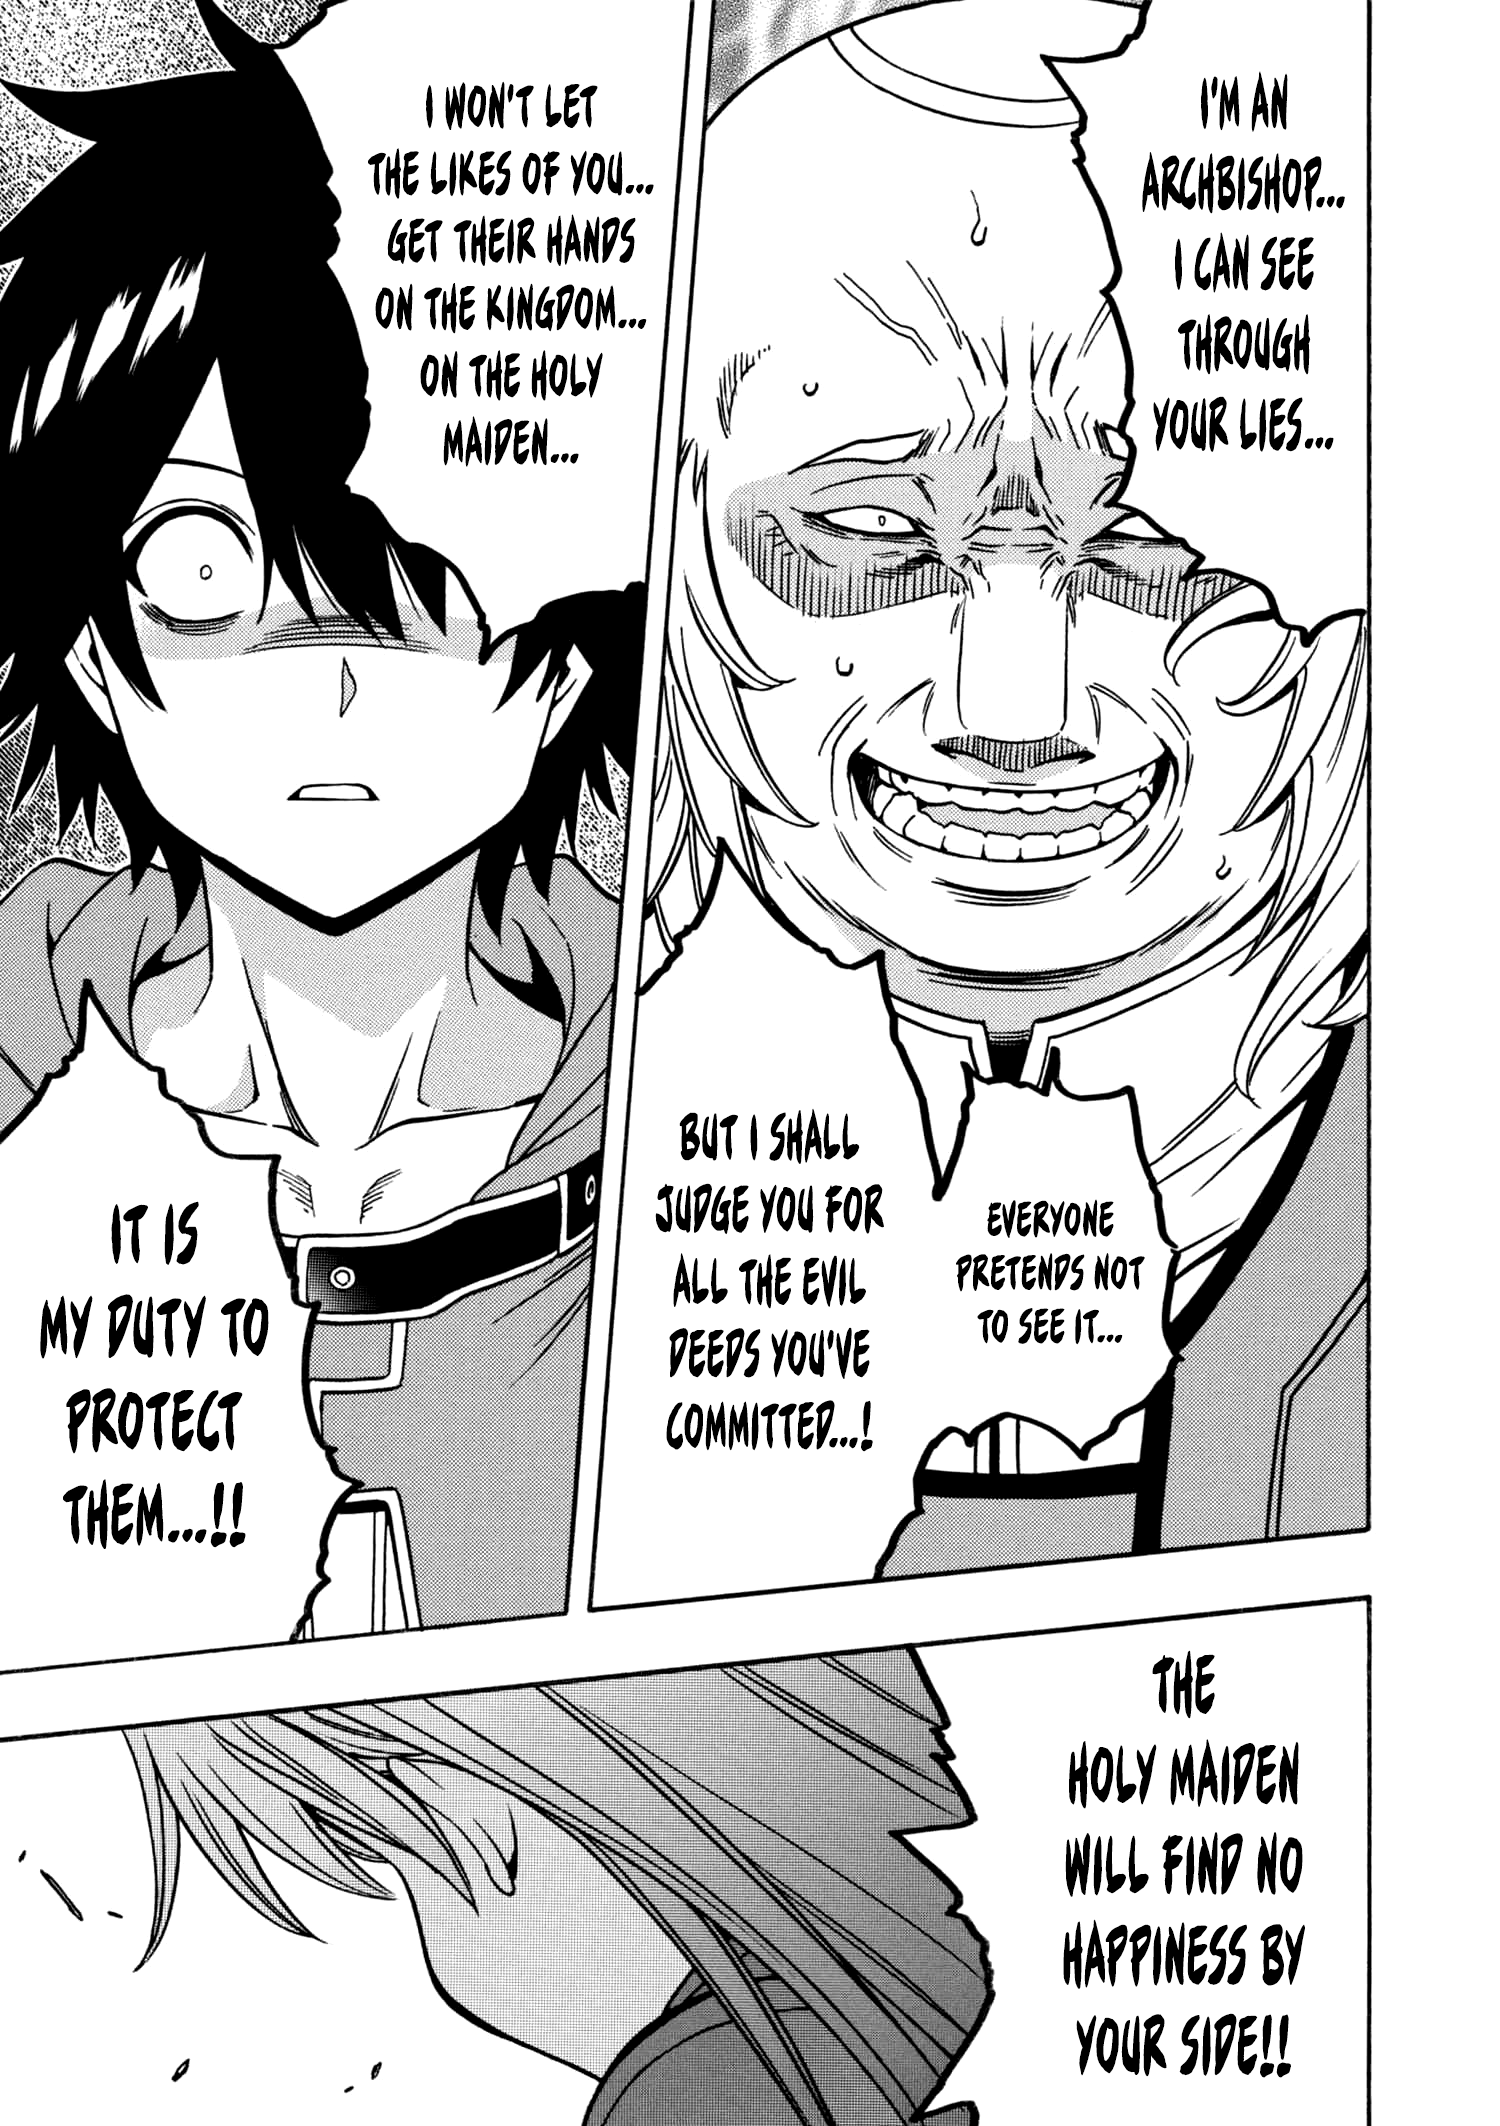 I'M AN
ARCHBISHOP...
I CAN SEE
THROUGH
YOUR LIES...
EVERYONE
PRETENDS NOT
TO SEE IT...
BUT I SHALL
JUDGE YOU FOR
ALL THE EVIL
DEEDS YOU'VE
COMMITTED...!
I WON'T LET
THE LIKES OF YOU...
GET THEIR HANDS
ON THE KINGDOM...
ON THE HOLY
MAIDEN...
IT IS
MY DUTY TO
PROTECT
THEM...!!
THE
HOLY MAIDEN
WILL FIND NO
HAPPINESS BY
YOUR SIDE!!